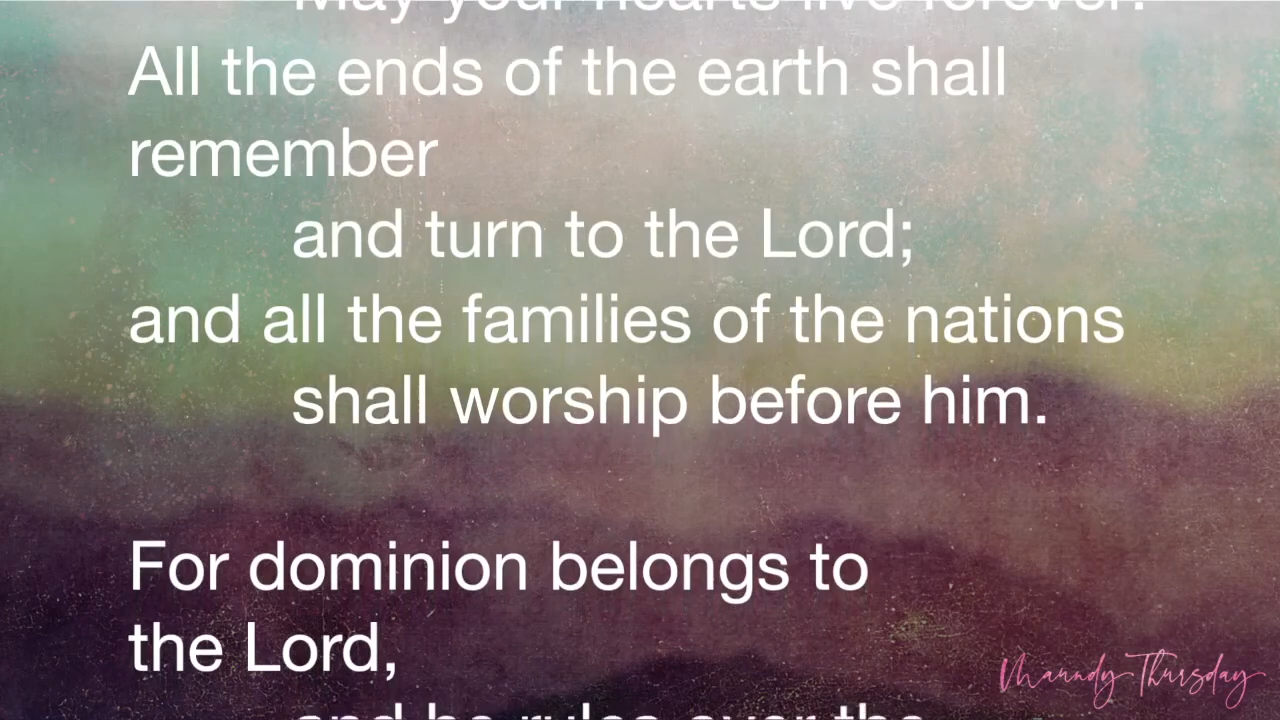 May your hearts live forever!
All the ends of the earth shall
remember
and turn to the Lord;
and all the families of the nations
shall worship before him.
For dominion belongs to
the Lord,
and he rules over the
Maundy Thursday